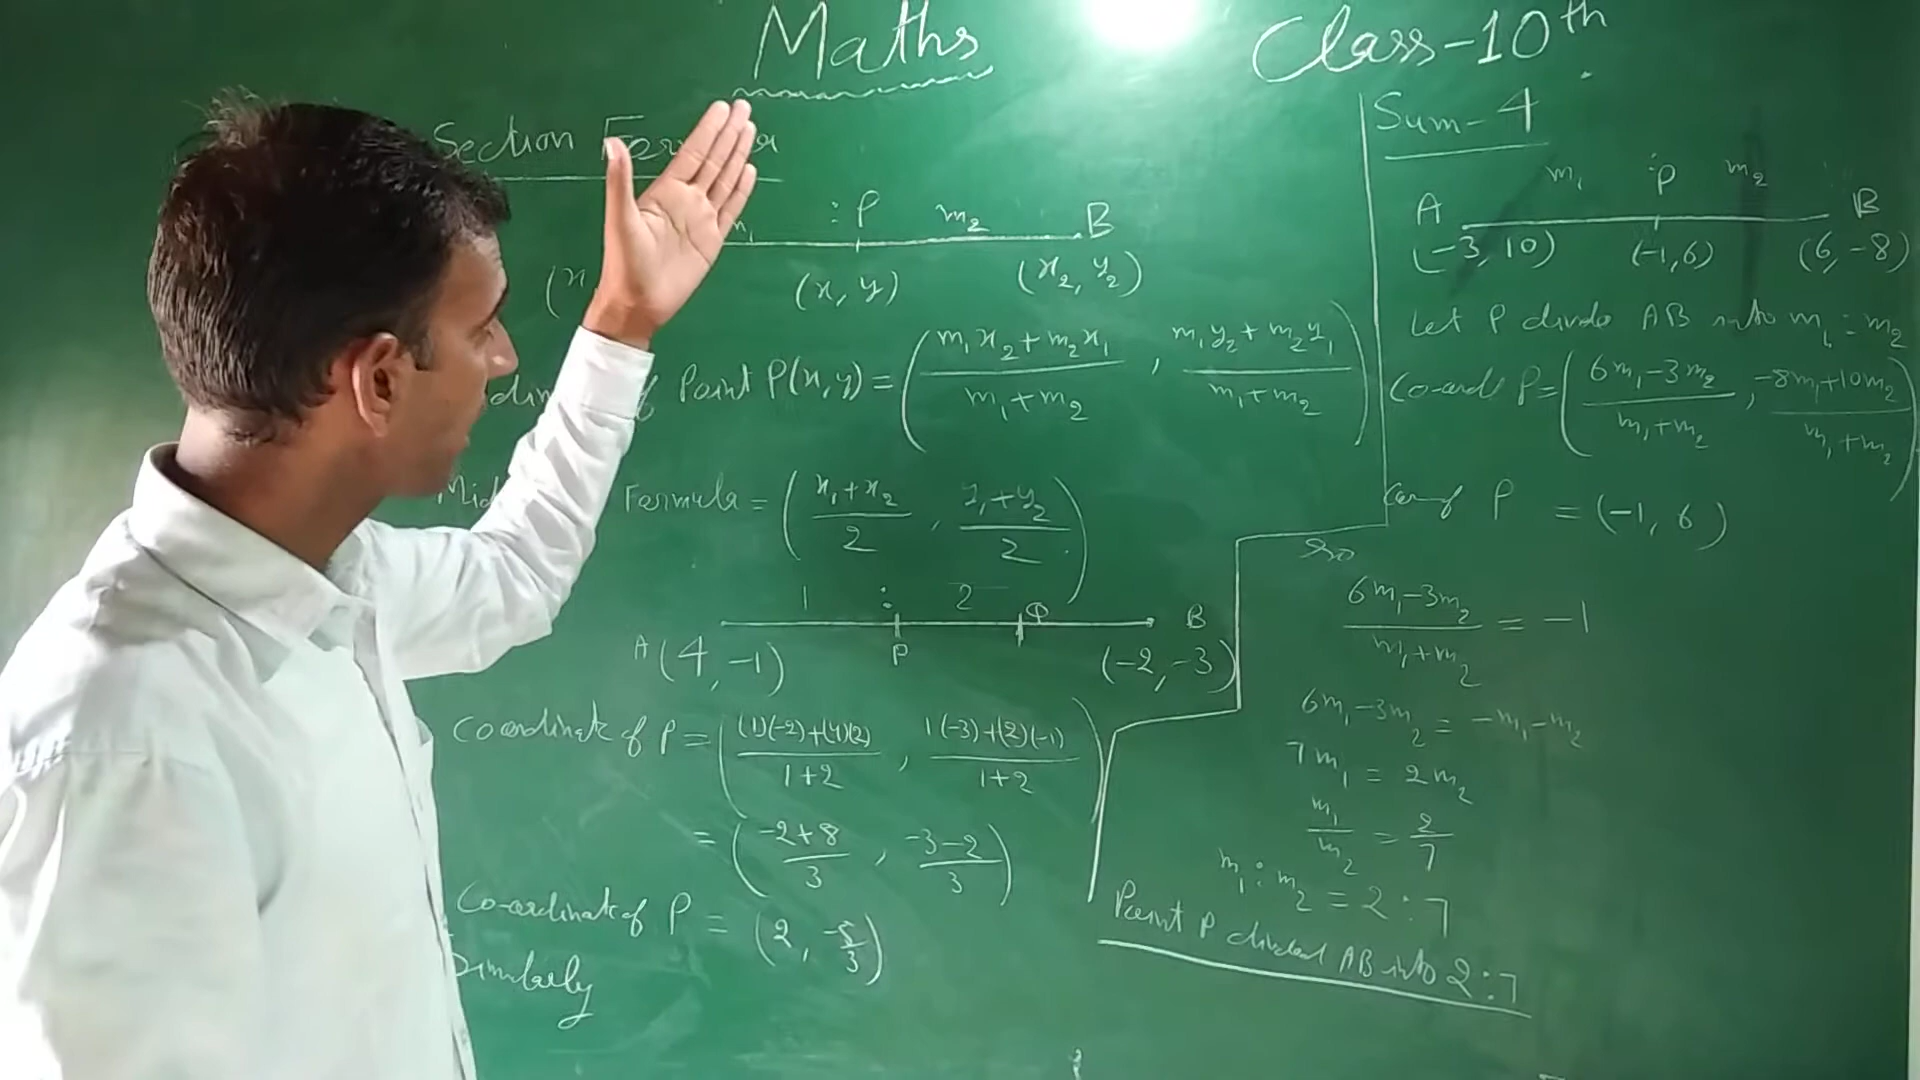 Maths
Class-10th
Section
: P m2 B
(x, y) (x2, y2)
of Point P(x,y) = ( m1x2+m2x1 / m1+m2 , m1y2+m2y1 / m1+m2 )
Formula = ( x1+x2 / 2 , y1+y2 / 2 )
1 : 2 Q
A (4, -1) P B (-2, -3)
Coordinate of P = ( (1)(-2)+(4)(2) / 1+2 , 1(-3)+(2)(-1) / 1+2 )
= ( -2+8 / 3 , -3-2 / 3 )
Co-ordinate of P = (2, -5/3)
Similarly
Sum-4
m1 : P m2
A B
(-3, 10) (-1,6) (6, -8)
Let P divide AB into m1 : m2
Co-ord P = ( 6m1-3m2 / m1+m2 , -8m1+10m2 / m1+m2 )
of P = (-1, 6)
So
6m1-3m2 / m1+m2 = -1
6m1-3m2 = -m1-m2
7m1 = 2m2
m1/m2 = 2/7
m1 : m2 = 2 : 7
Point P divided AB into 2 : 7